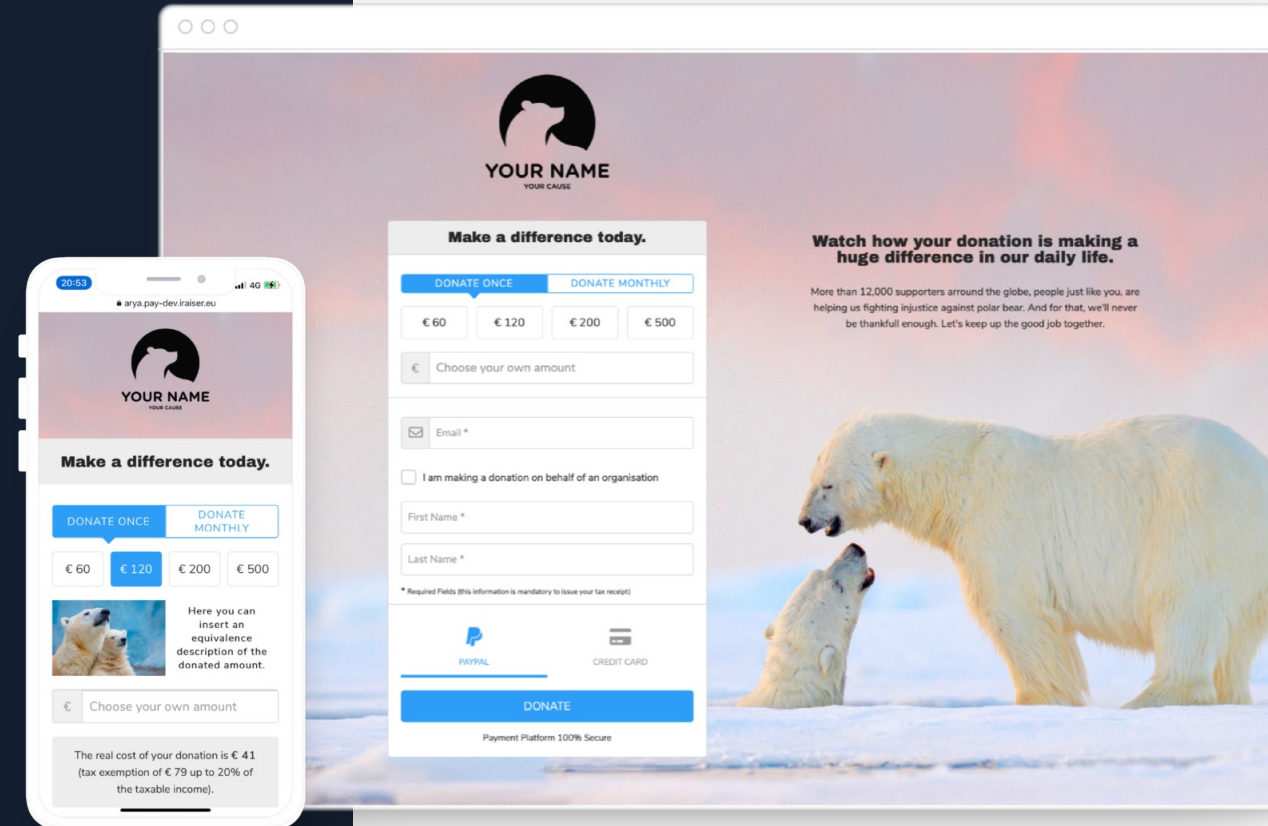 YOUR NAME
YOUR CAUSE
Make a difference today.
DONATE ONCE
DONATE MONTHLY
€ 60
€ 120
€ 200
€ 500
€
Choose your own amount
Email *
I am making a donation on behalf of an organisation
First Name *
Last Name *
* Required Fields (this information is mandatory to issue your tax receipt)
PAYPAL
CREDIT CARD
DONATE
Payment Platform 100% Secure
Watch how your donation is making a
huge difference in our daily life.
More than 12,000 supporters arround the globe, people just like you, are
helping us fighting injustice against polar bear. And for that, we'll never
be thankfull enough. Let's keep up the good job together.
20:53
4G
arya.pay-dev.iraiser.eu
YOUR NAME
YOUR CAUSE
Make a difference today.
DONATE ONCE
DONATE
MONTHLY
€ 60
€ 120
€ 200
€ 500
Here you can
insert an
equivalence
description of the
donated amount.
€
Choose your own amount
The real cost of your donation is € 41
(tax exemption of € 79 up to 20% of
the taxable income).